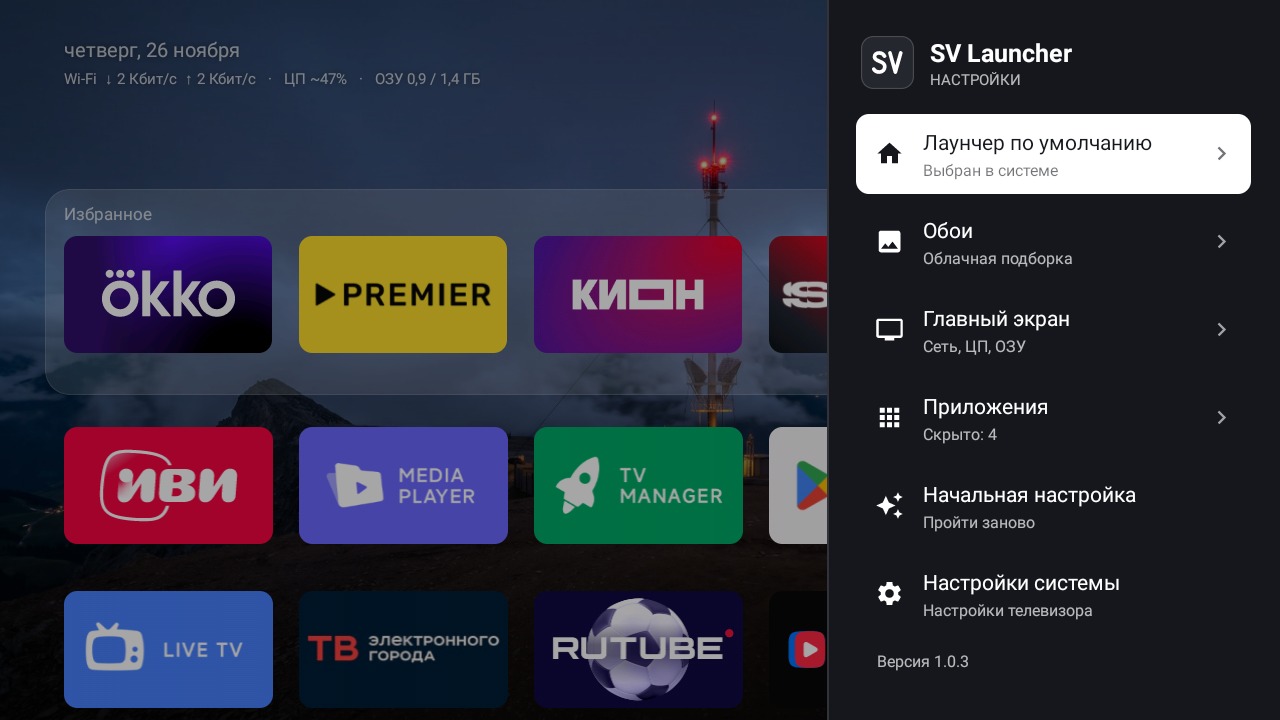 четверг, 26 ноября
Wi-Fi ↓ 2 Кбит/с ↑ 2 Кбит/с · ЦП ~47% · ОЗУ 0,9 / 1,4 ГБ
Избранное
ökko
PREMIER
КИОН
иви
MEDIA
PLAYER
TV
MANAGER
LIVE TV
ТВ
ЭЛЕКТРОННОГО
ГОРОДА
RUTUBE
SV
SV Launcher
НАСТРОЙКИ
Лаунчер по умолчанию
Выбран в системе
Обои
Облачная подборка
Главный экран
Сеть, ЦП, ОЗУ
Приложения
Скрыто: 4
Начальная настройка
Пройти заново
Настройки системы
Настройки телевизора
Версия 1.0.3